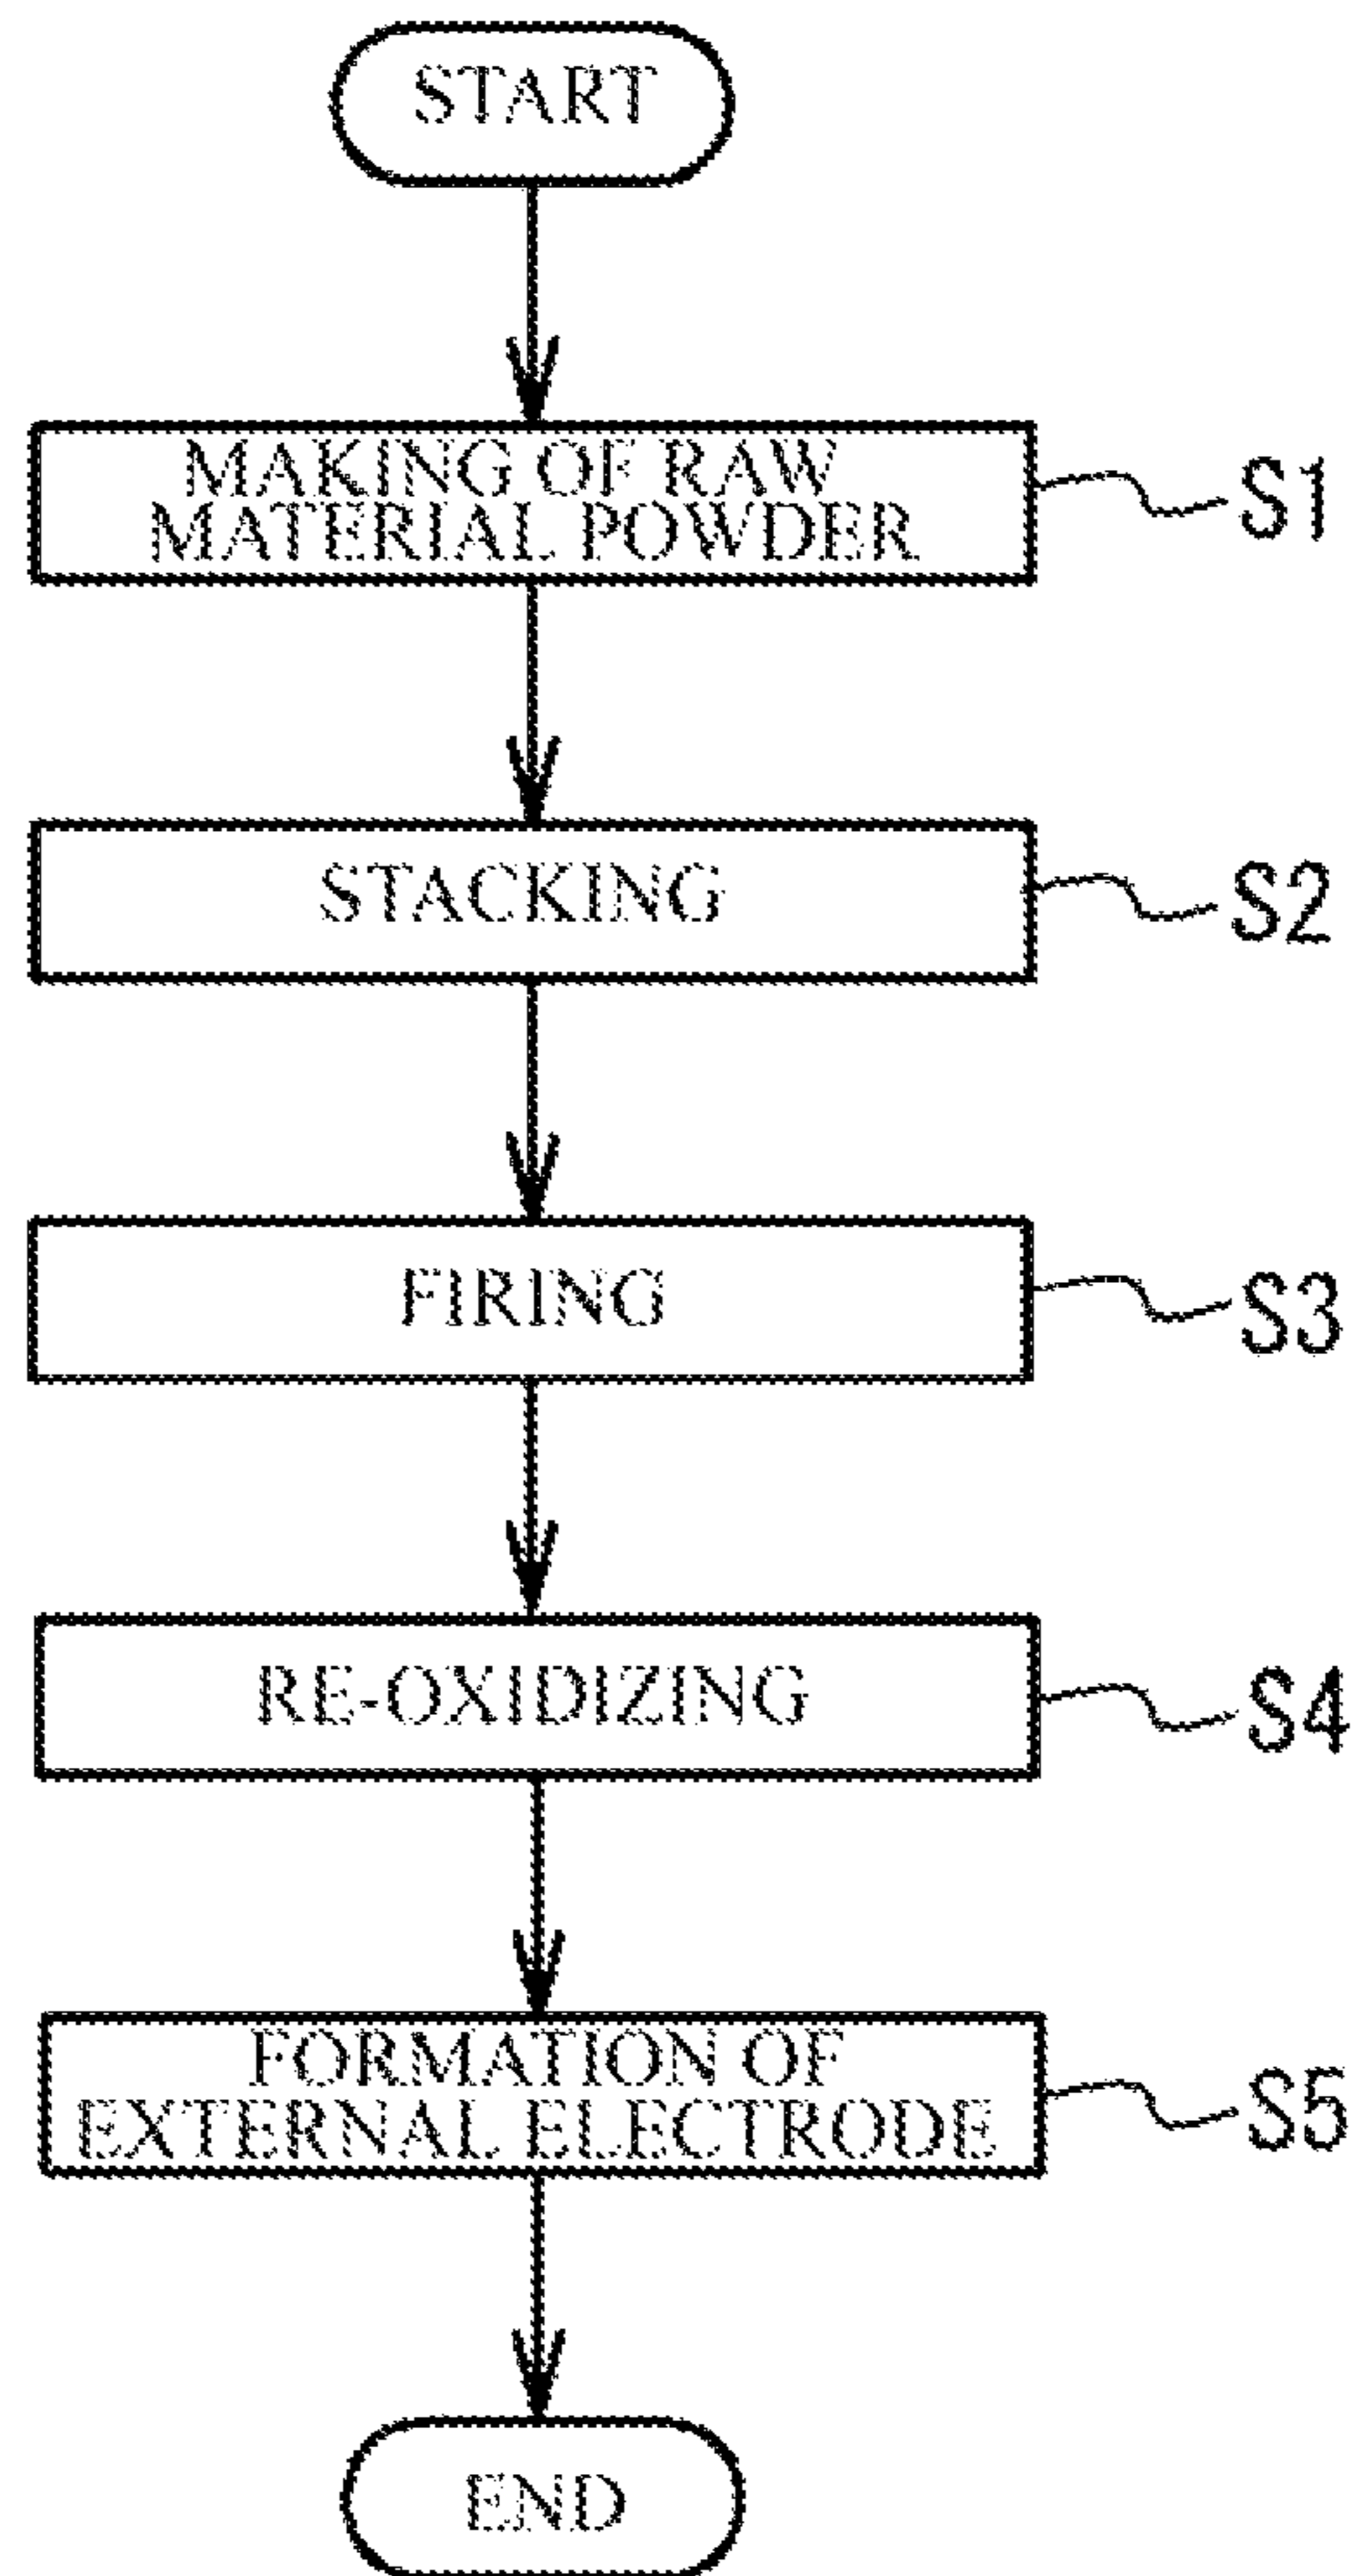 START
MAKING OF RAW
MATERIAL POWDER
S1
STACKING
S2
FIRING
S3
RE-OXIDIZING
S4
FORMATION OF
EXTERNAL ELECTRODE
S5
END